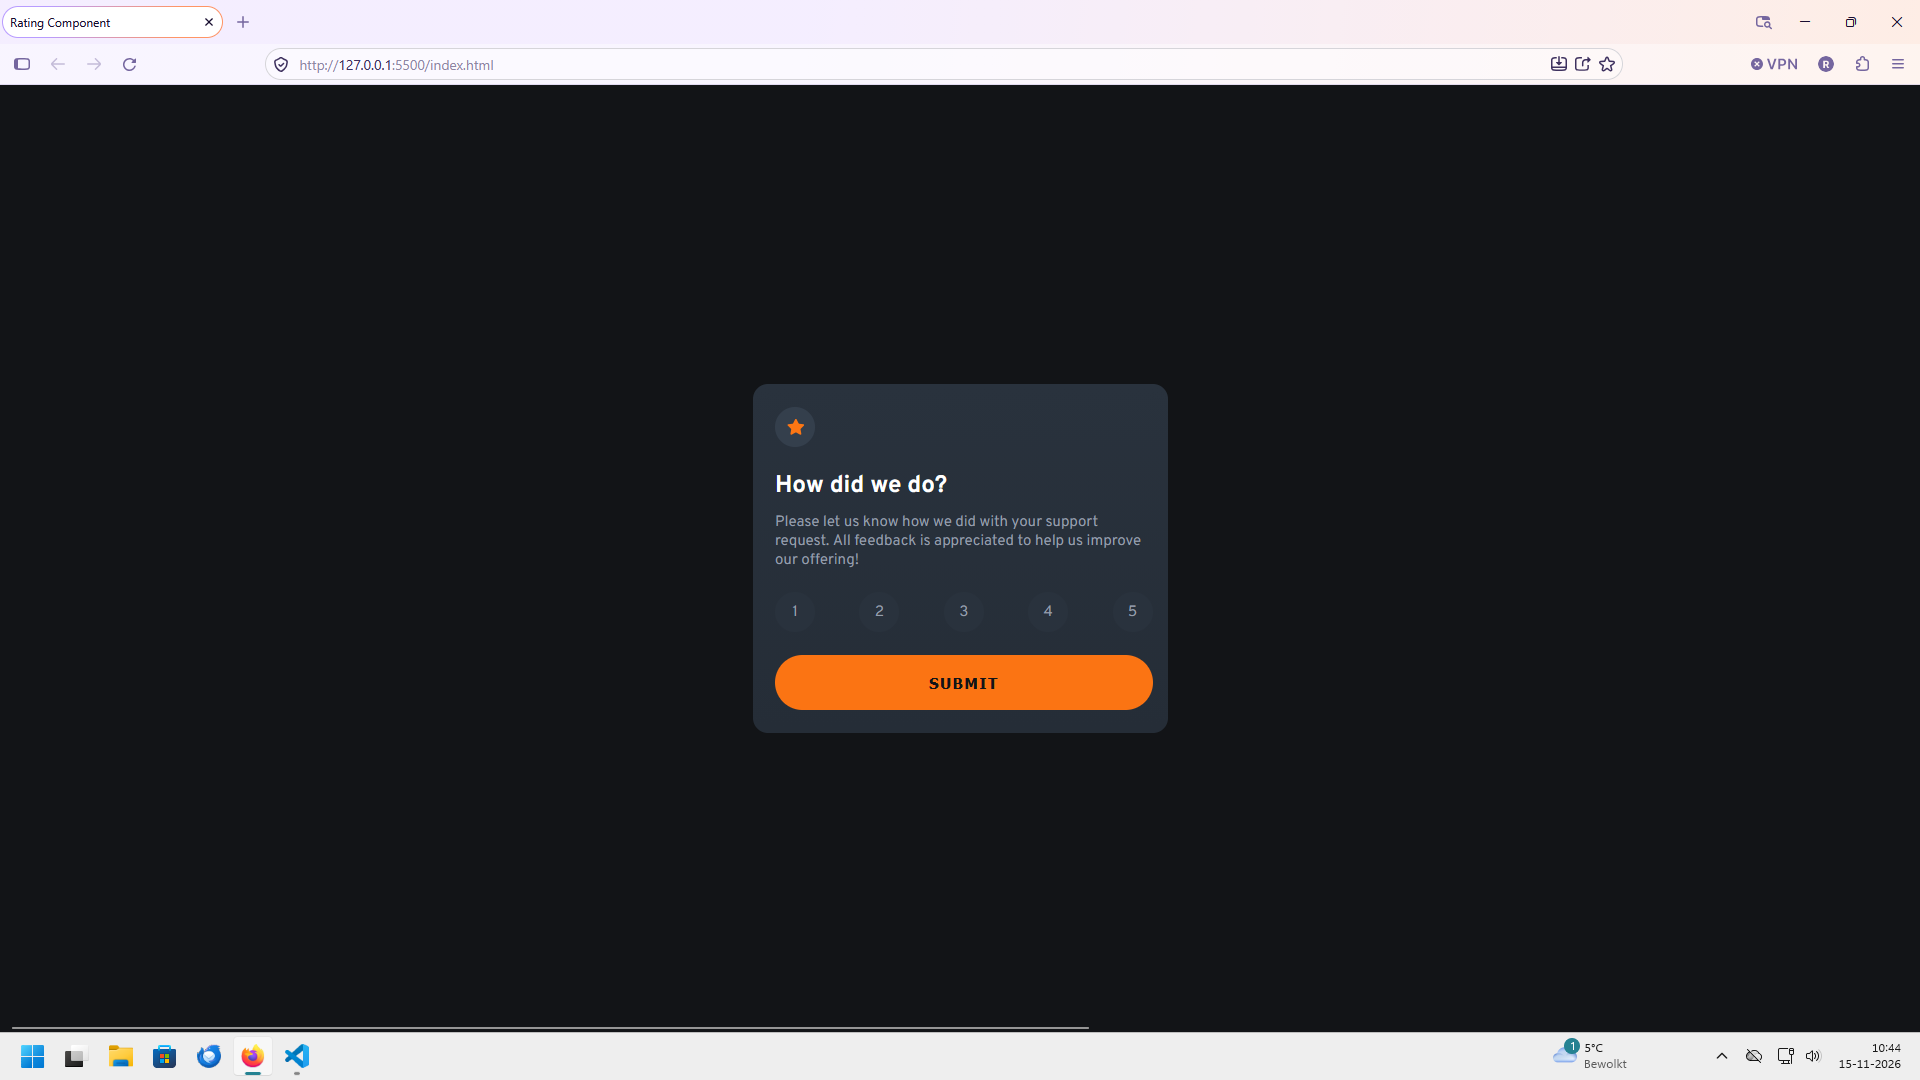 Rating Component
http://127.0.0.1:5500/index.html
VPN
R
How did we do?
Please let us know how we did with your support
request. All feedback is appreciated to help us improve
our offering!
1 2 3 4 5
SUBMIT
1
5°C
Bewolkt
10:44
15-11-2026